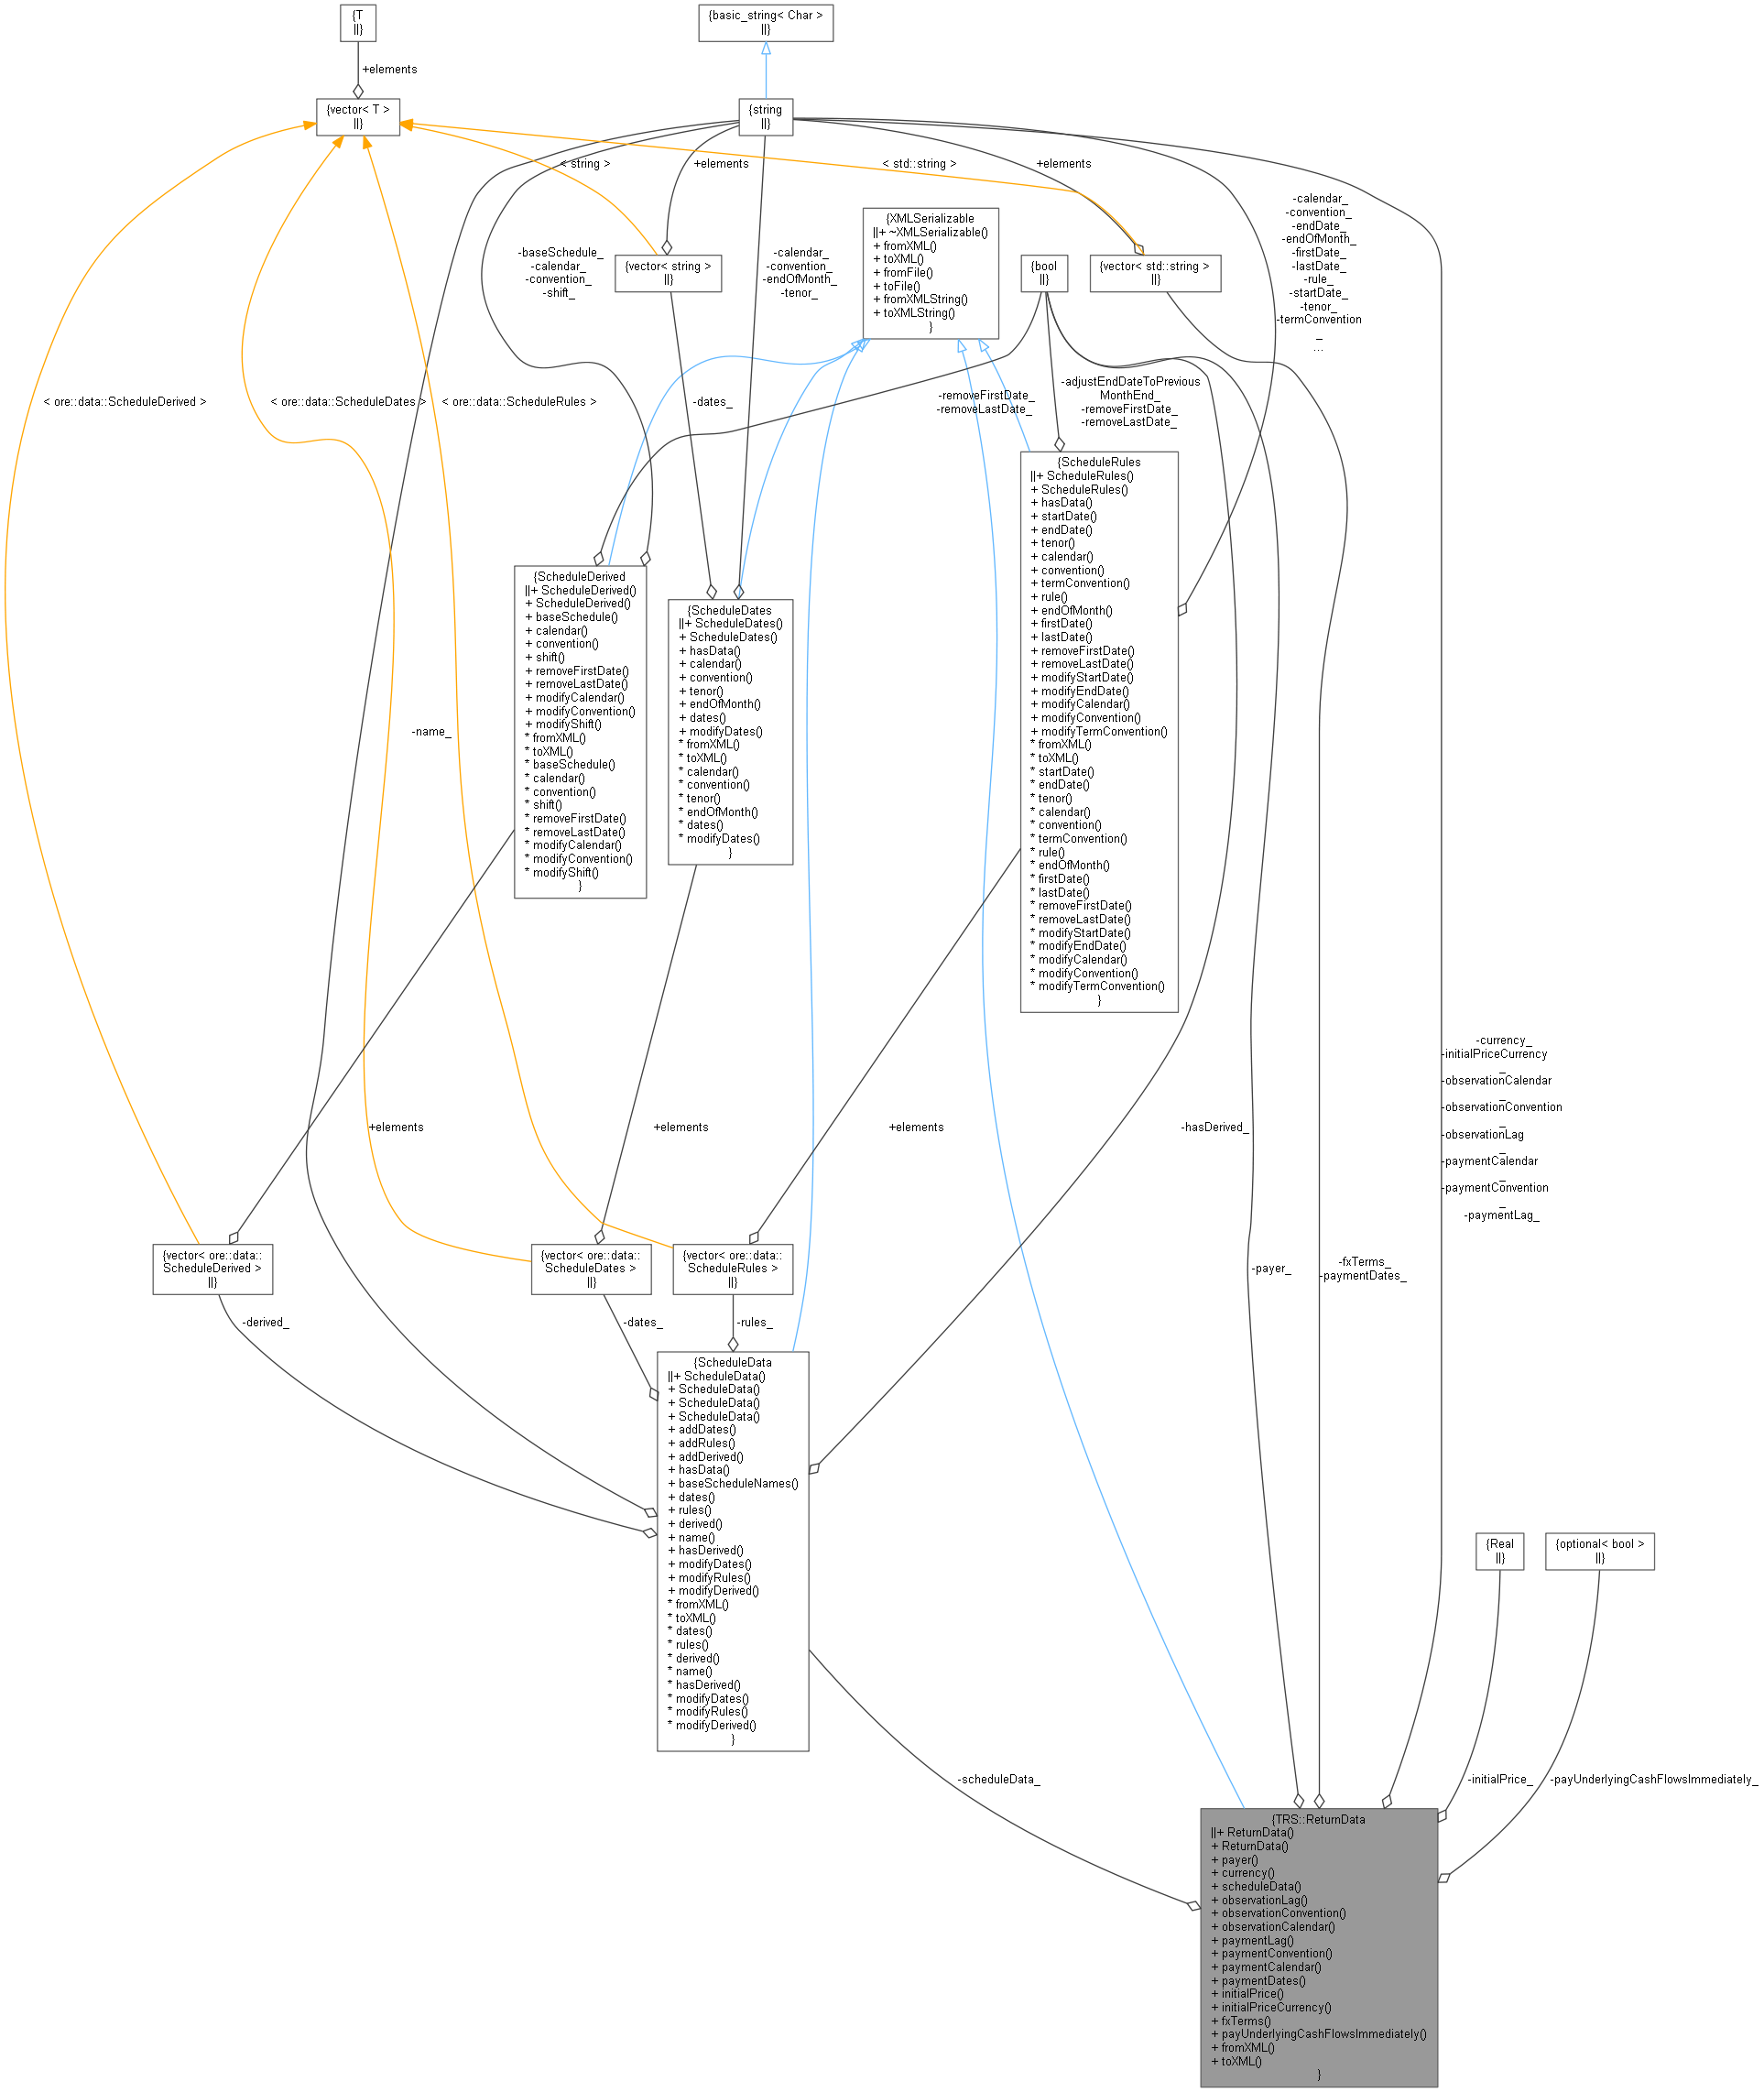 {T
||}
{basic_string< Char >
||}
+elements
{vector< T >
||}
{string
||}
< string >
+elements
< std::string >
+elements
-calendar_
-convention_
-endDate_
-endOfMonth_
-firstDate_
-lastDate_
-rule_
-startDate_
-tenor_
-termConvention
_
...
{XMLSerializable
||+ ~XMLSerializable()
+ fromXML()
+ toXML()
+ fromFile()
+ toFile()
+ fromXMLString()
+ toXMLString()
}
-baseSchedule_
-calendar_
-convention_
-shift_
{vector< string >
||}
-calendar_
-convention_
-endOfMonth_
-tenor_
{bool
||}
{vector< std::string >
||}
< ore::data::ScheduleDerived >
< ore::data::ScheduleDates >
< ore::data::ScheduleRules >
-dates_
-removeFirstDate_
-removeLastDate_
-adjustEndDateToPrevious
MonthEnd_
-removeFirstDate_
-removeLastDate_
{ScheduleRules
||+ ScheduleRules()
+ ScheduleRules()
+ hasData()
+ startDate()
+ endDate()
+ tenor()
+ calendar()
+ convention()
+ termConvention()
+ rule()
+ endOfMonth()
+ firstDate()
+ lastDate()
+ removeFirstDate()
+ removeLastDate()
+ modifyStartDate()
+ modifyEndDate()
+ modifyCalendar()
+ modifyConvention()
+ modifyTermConvention()
* fromXML()
* toXML()
* startDate()
* endDate()
* tenor()
* calendar()
* convention()
* termConvention()
* rule()
* endOfMonth()
* firstDate()
* lastDate()
* removeFirstDate()
* removeLastDate()
* modifyStartDate()
* modifyEndDate()
* modifyCalendar()
* modifyConvention()
* modifyTermConvention()
}
{ScheduleDerived
||+ ScheduleDerived()
+ ScheduleDerived()
+ baseSchedule()
+ calendar()
+ convention()
+ shift()
+ removeFirstDate()
+ removeLastDate()
+ modifyCalendar()
+ modifyConvention()
+ modifyShift()
* fromXML()
* toXML()
* baseSchedule()
* calendar()
* convention()
* shift()
* removeFirstDate()
* removeLastDate()
* modifyCalendar()
* modifyConvention()
* modifyShift()
}
{ScheduleDates
||+ ScheduleDates()
+ ScheduleDates()
+ hasData()
+ calendar()
+ convention()
+ tenor()
+ endOfMonth()
+ dates()
+ modifyDates()
* fromXML()
* toXML()
* calendar()
* convention()
* tenor()
* endOfMonth()
* dates()
* modifyDates()
}
-name_
+elements
+elements
+elements
-hasDerived_
-currency_
-initialPriceCurrency
_
-observationCalendar
_
-observationConvention
_
-observationLag
_
-paymentCalendar
_
-paymentConvention
_
-paymentLag_
{vector< ore::data::
ScheduleDerived >
||}
{vector< ore::data::
ScheduleDates >
||}
{vector< ore::data::
ScheduleRules >
||}
-payer_
-fxTerms_
-paymentDates_
-derived_
-dates_
-rules_
{ScheduleData
||+ ScheduleData()
+ ScheduleData()
+ ScheduleData()
+ ScheduleData()
+ addDates()
+ addRules()
+ addDerived()
+ hasData()
+ baseScheduleNames()
+ dates()
+ rules()
+ derived()
+ name()
+ hasDerived()
+ modifyDates()
+ modifyRules()
+ modifyDerived()
* fromXML()
* toXML()
* dates()
* rules()
* derived()
* name()
* hasDerived()
* modifyDates()
* modifyRules()
* modifyDerived()
}
{Real
||}
{optional< bool >
||}
-scheduleData_
-initialPrice_
-payUnderlyingCashFlowsImmediately_
{TRS::ReturnData
||+ ReturnData()
+ ReturnData()
+ payer()
+ currency()
+ scheduleData()
+ observationLag()
+ observationConvention()
+ observationCalendar()
+ paymentLag()
+ paymentConvention()
+ paymentCalendar()
+ paymentDates()
+ initialPrice()
+ initialPriceCurrency()
+ fxTerms()
+ payUnderlyingCashFlowsImmediately()
+ fromXML()
+ toXML()
}